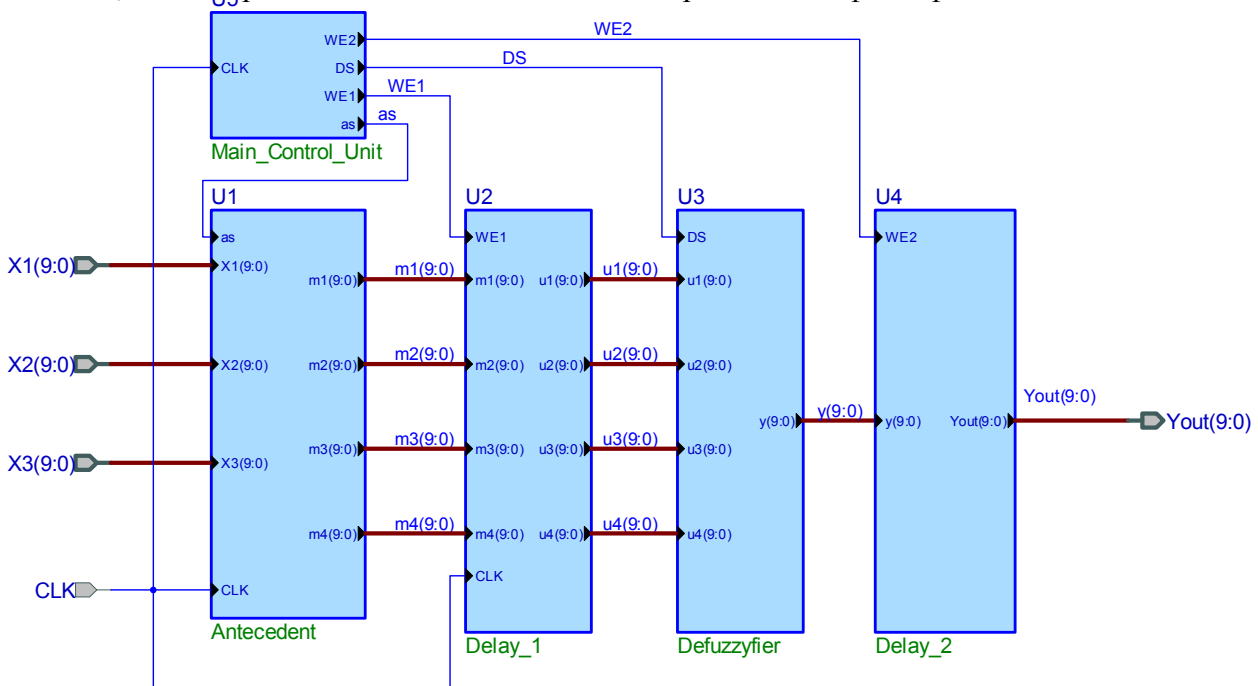 WE2
DS
WE1
as
CLK
WE2
DS
WE1
as
Main_Control_Unit
U1
U2
U3
U4
as
WE1
DS
WE2
X1(9:0)
X1(9:0)
m1(9:0)
m1(9:0)
m1(9:0)
u1(9:0)
u1(9:0)
u1(9:0)
X2(9:0)
X2(9:0)
m2(9:0)
m2(9:0)
m2(9:0)
u2(9:0)
u2(9:0)
u2(9:0)
Yout(9:0)
y(9:0)
y(9:0)
y(9:0)
Yout(9:0)
Yout(9:0)
X3(9:0)
X3(9:0)
m3(9:0)
m3(9:0)
m3(9:0)
u3(9:0)
u3(9:0)
u3(9:0)
m4(9:0)
m4(9:0)
m4(9:0)
u4(9:0)
u4(9:0)
u4(9:0)
CLK
CLK
CLK
Antecedent
Delay_1
Defuzzyfier
Delay_2